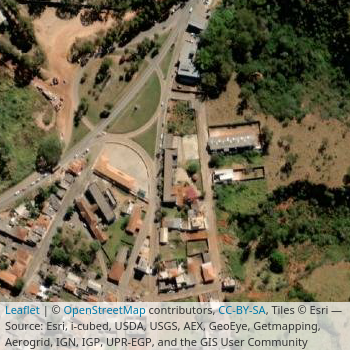 Leaflet | © OpenStreetMap contributors, CC-BY-SA, Tiles © Esri —
Source: Esri, i-cubed, USDA, USGS, AEX, GeoEye, Getmapping,
Aerogrid, IGN, IGP, UPR-EGP, and the GIS User Community